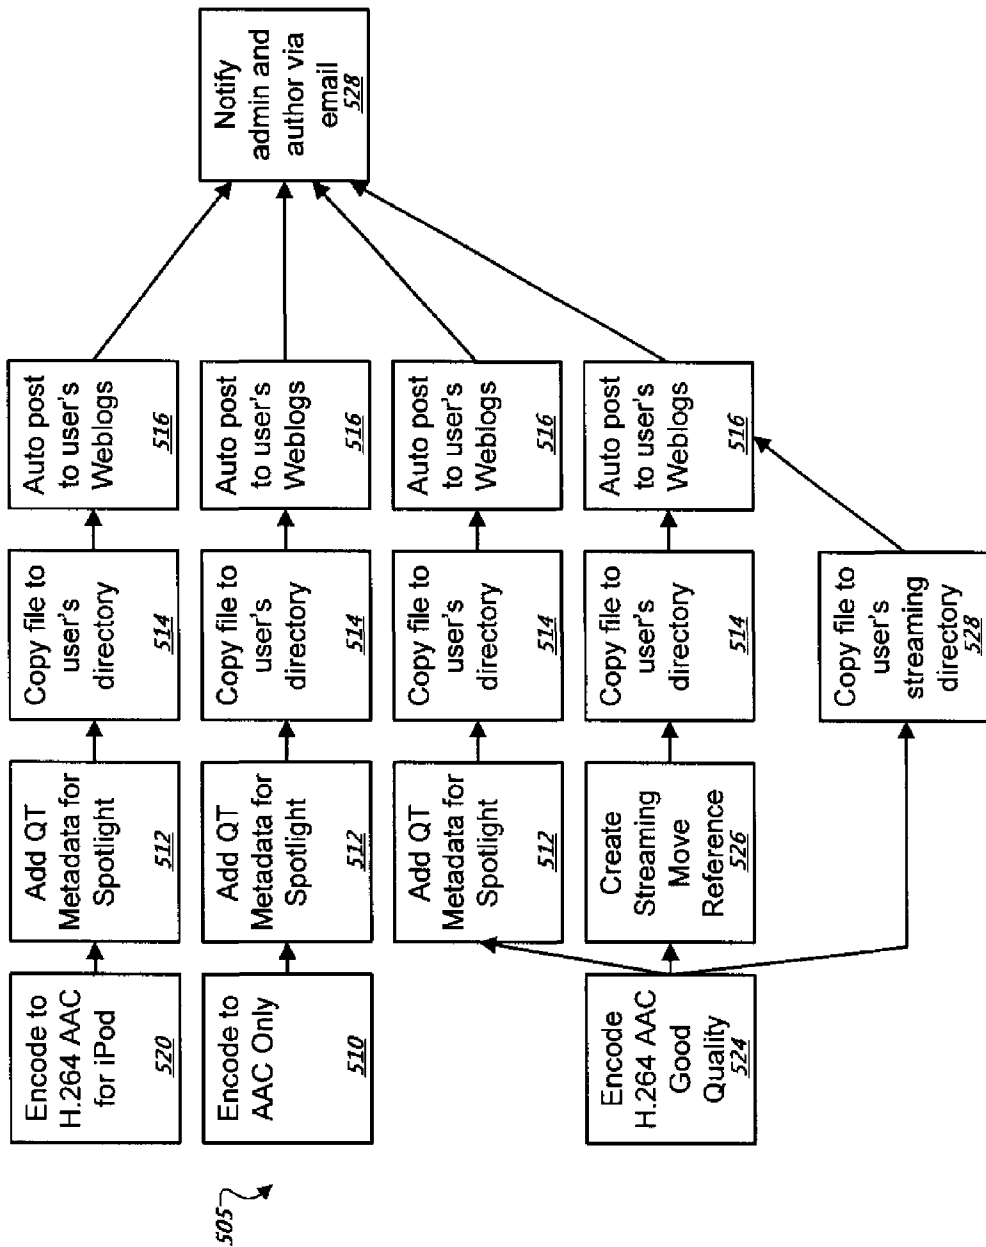 505
Encode to
H.264 AAC
for iPod
520
Add QT
Metadata for
Spotlight
512
Copy file to
user's
directory
514
Auto post
to user's
Weblogs
516
Encode to
AAC Only
510
Add QT
Metadata for
Spotlight
512
Copy file to
user's
directory
514
Auto post
to user's
Weblogs
516
Notify
admin and
author via
email
528
Add QT
Metadata for
Spotlight
512
Copy file to
user's
directory
514
Auto post
to user's
Weblogs
516
Encode
H.264 AAC
Good
Quality
524
Create
Streaming
Move
Reference
526
Copy file to
user's
directory
514
Auto post
to user's
Weblogs
516
Copy file to
user's
streaming
directory
528